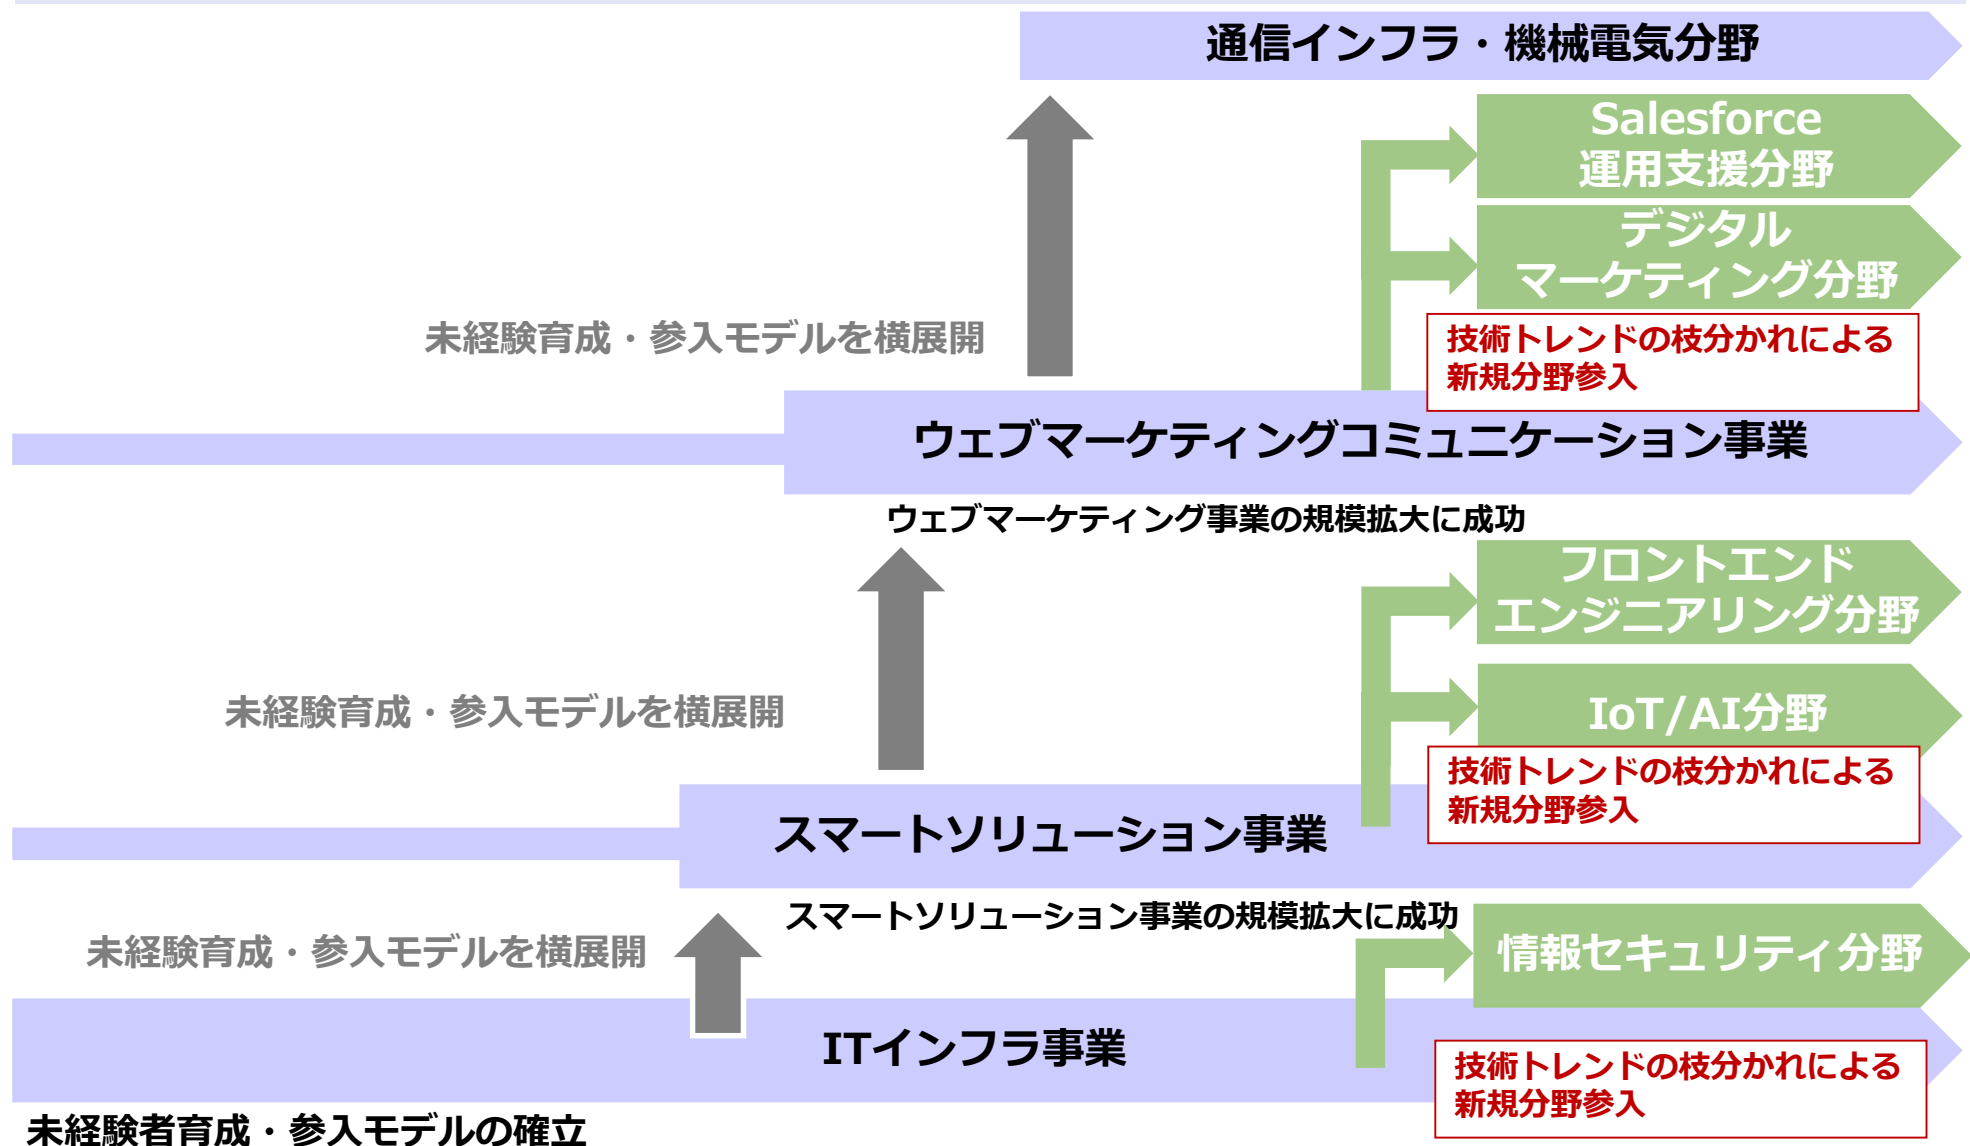 通信インフラ・機械電気分野
Salesforce
運用支援分野
デジタル
マーケティング分野
未経験育成・参入モデルを横展開
技術トレンドの枝分かれによる
新規分野参入
ウェブマーケティングコミュニケーション事業
ウェブマーケティング事業の規模拡大に成功
フロントエンド
エンジニアリング分野
未経験育成・参入モデルを横展開
IoT/AI分野
技術トレンドの枝分かれによる
新規分野参入
スマートソリューション事業
スマートソリューション事業の規模拡大に成功
未経験育成・参入モデルを横展開
情報セキュリティ分野
ITインフラ事業
技術トレンドの枝分かれによる
新規分野参入
未経験者育成・参入モデルの確立